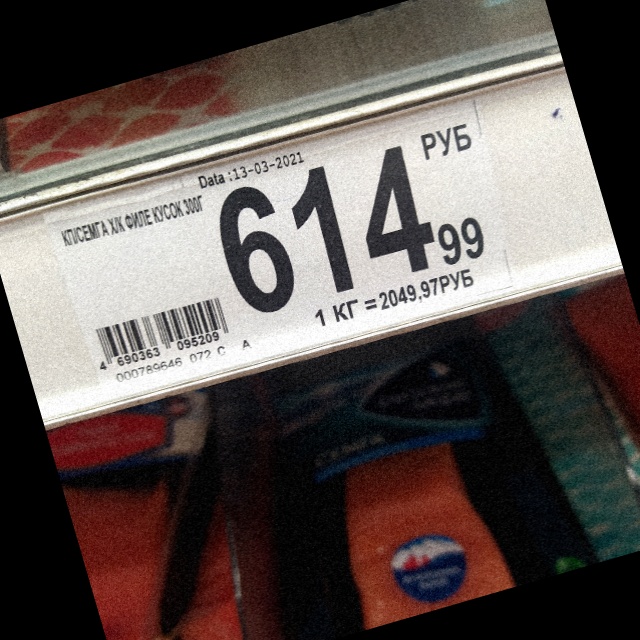 Data :13-03-2021
РУБ
КП/СЕМГА Х/К ФИЛЕ КУСОК 300Г
614 99
1 КГ =2049,97РУБ
4 690363 095209
000789646 072 C A